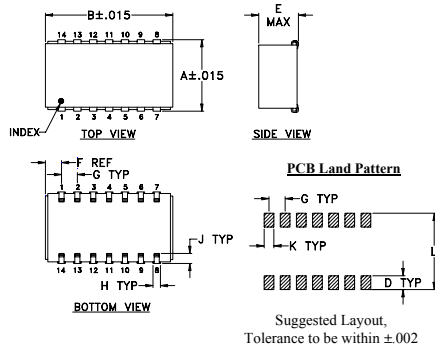 B±.015
E
MAX
14 13 12 11 10 9 8
A±.015
INDEX
1 2 3 4 5 6 7
TOP VIEW
SIDE VIEW
F REF
G TYP
1 2 3 4 5 6 7
J TYP
14 13 12 11 10 9 8
H TYP
BOTTOM VIEW
PCB Land Pattern
G TYP
K TYP
L
D TYP
Suggested Layout,
Tolerance to be within ±.002